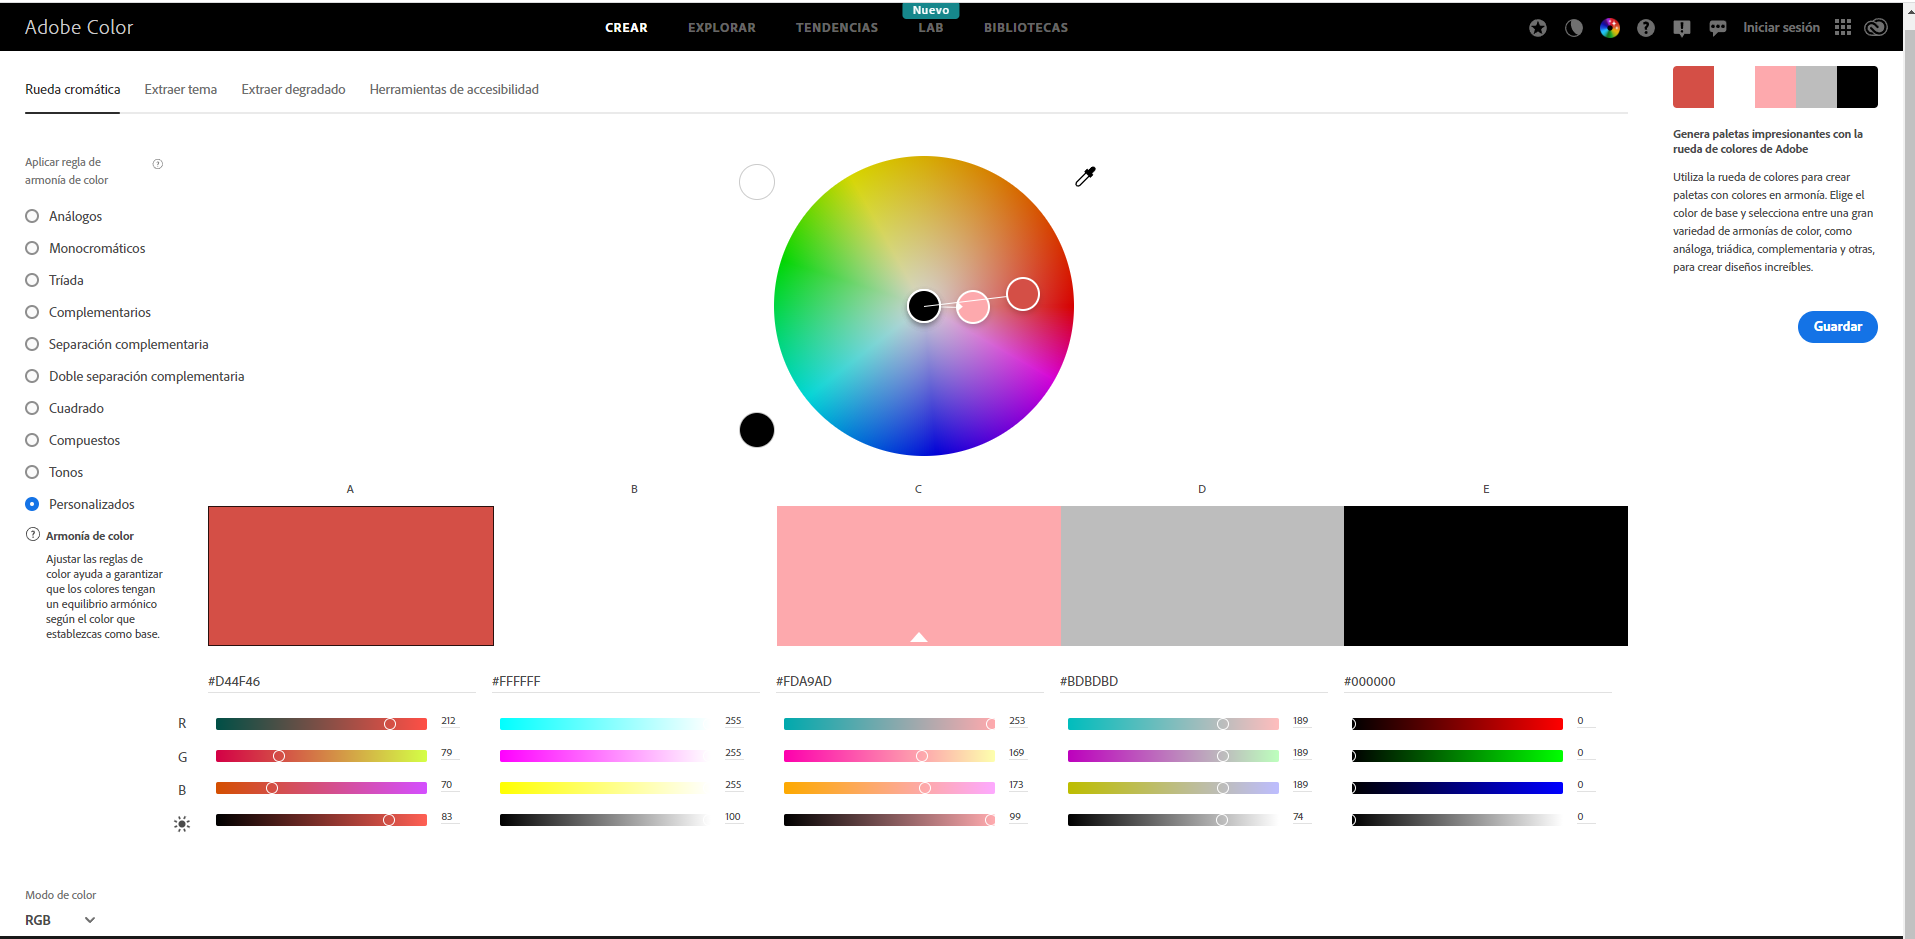 Nuevo
Adobe Color
CREAR
EXPLORAR
TENDENCIAS
LAB
BIBLIOTECAS
Iniciar sesión
Rueda cromática
Extraer tema
Extraer degradado
Herramientas de accesibilidad
Genera paletas impresionantes con la
rueda de colores de Adobe
Utiliza la rueda de colores para crear
paletas con colores en armonía. Elige el
color de base y selecciona entre una gran
variedad de armonías de color, como
análoga, triádica, complementaria y otras,
para crear diseños increíbles.
Guardar
Aplicar regla de
armonía de color
?
Análogos
Monocromáticos
Tríada
Complementarios
Separación complementaria
Doble separación complementaria
Cuadrado
Compuestos
Tonos
Personalizados
? Armonía de color
Ajustar las reglas de
color ayuda a garantizar
que los colores tengan
un equilibrio armónico
según el color que
establezcas como base.
A B C D E
#D44F46 #FFFFFF #FDA9AD #BDBDBD #000000
R 212 255 253 189 0
G 79 255 169 189 0
B 70 255 173 189 0
83 100 99 74 0
Modo de color
RGB